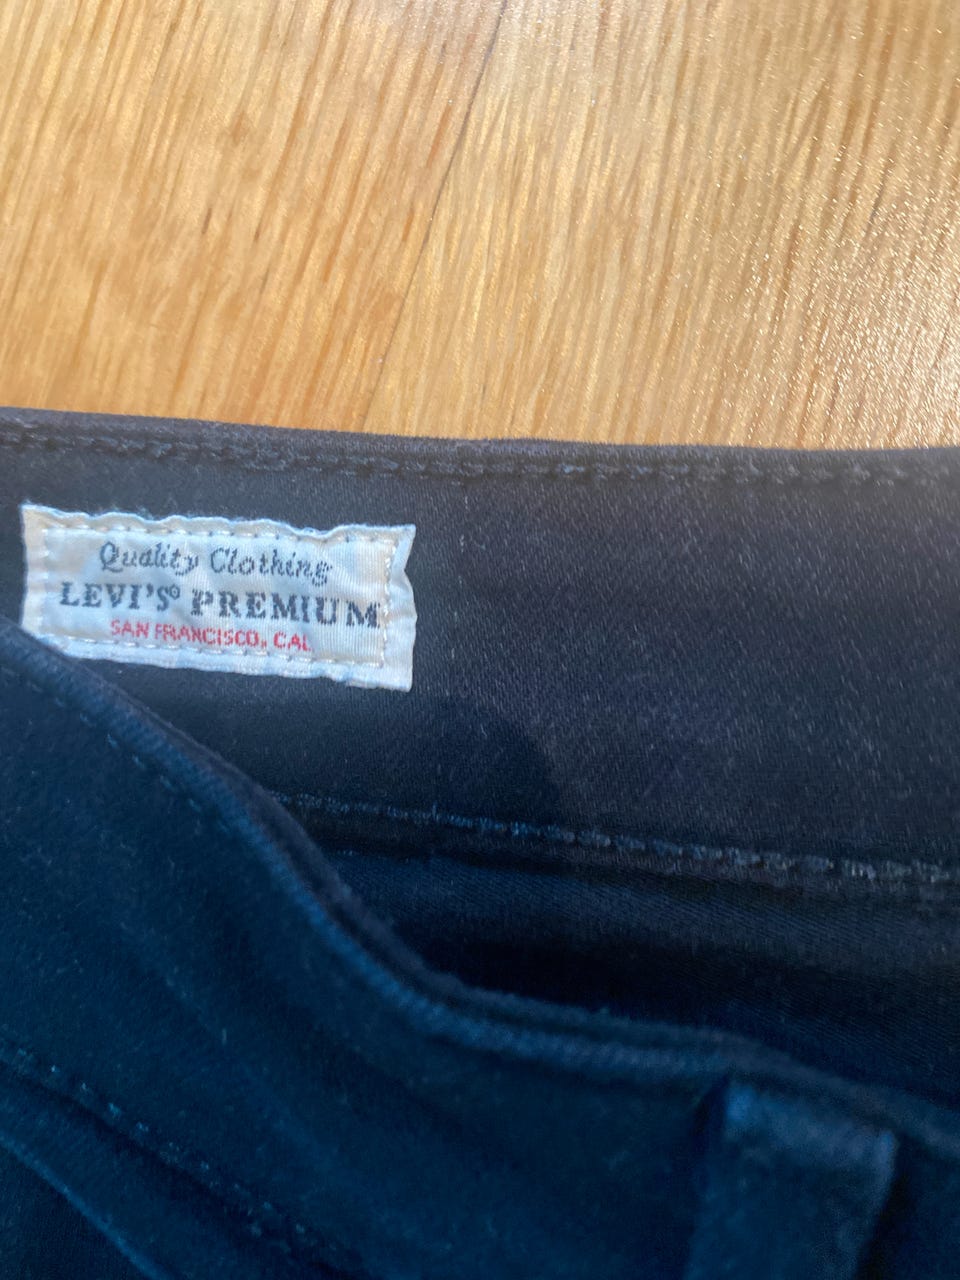 Quality Clothing
LEVI'S® PREMIUM
SAN FRANCISCO, CAL